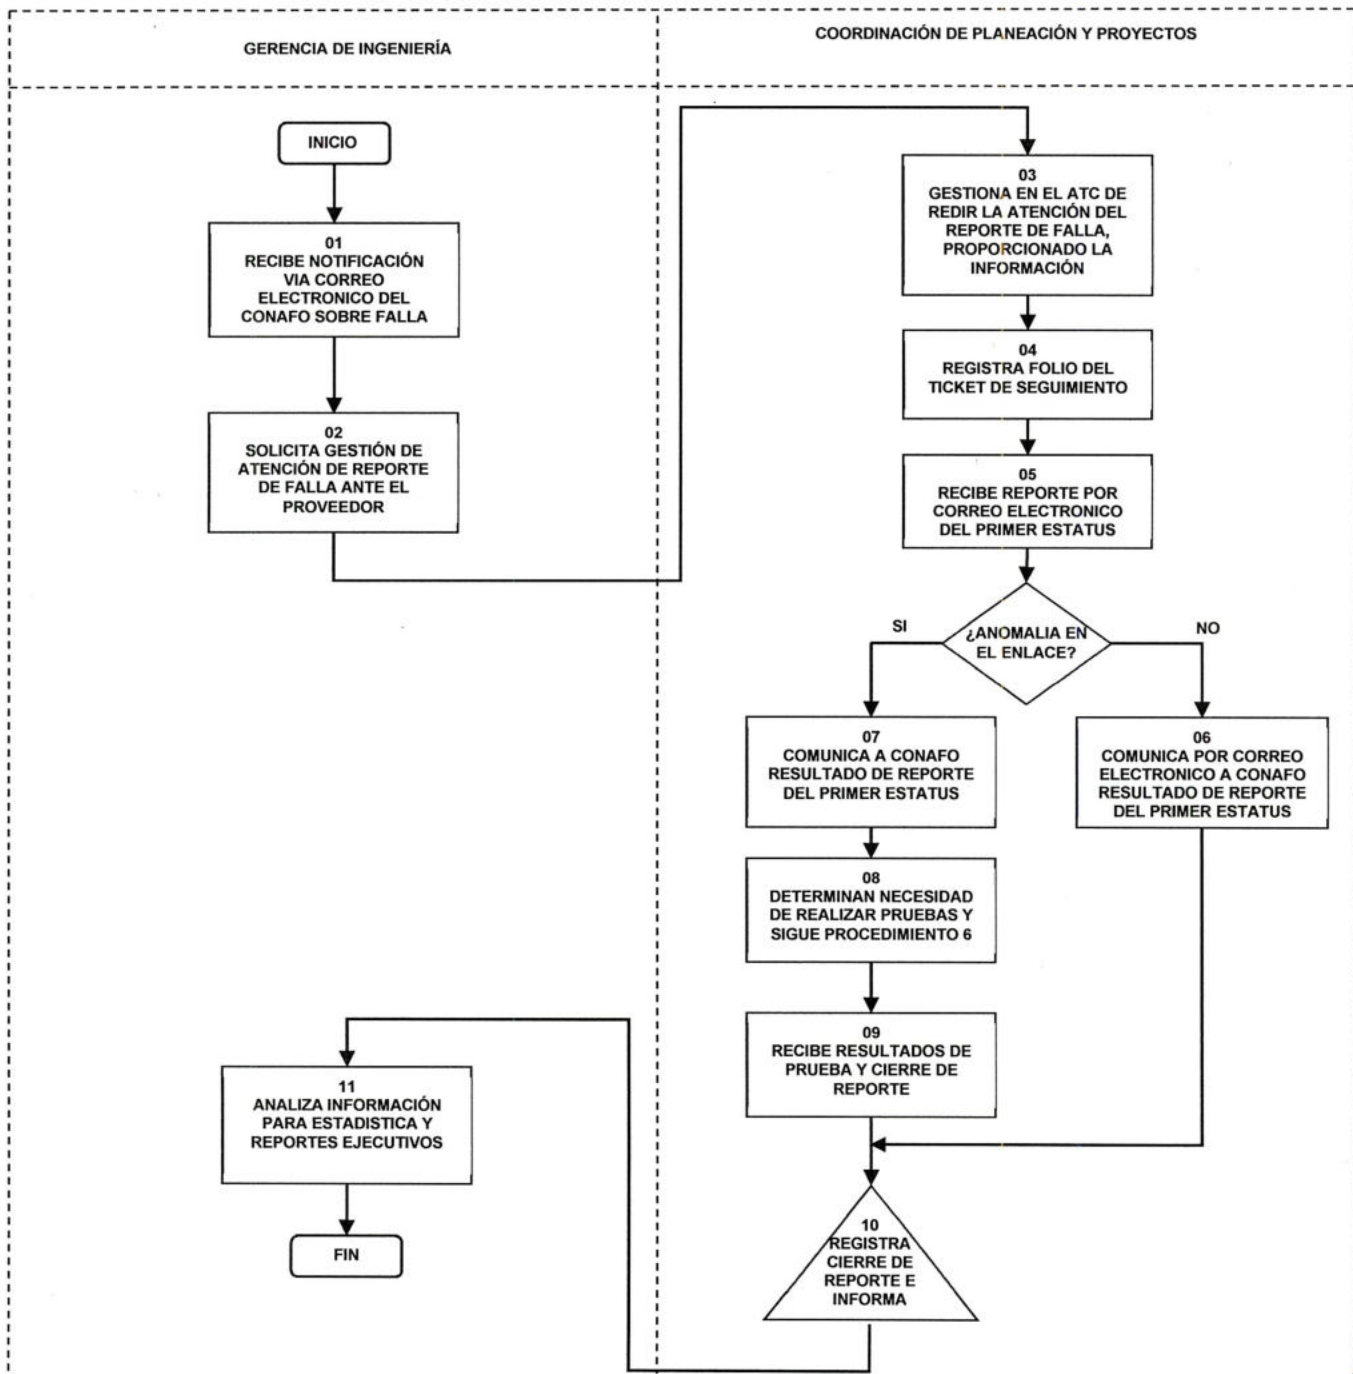 GERENCIA DE INGENIERÍA
COORDINACIÓN DE PLANEACIÓN Y PROYECTOS
INICIO
01
RECIBE NOTIFICACIÓN
VIA CORREO
ELECTRONICO DEL
CONAFO SOBRE FALLA
02
SOLICITA GESTIÓN DE
ATENCIÓN DE REPORTE
DE FALLA ANTE EL
PROVEEDOR
03
GESTIONA EN EL ATC DE
REDIR LA ATENCIÓN DEL
REPORTE DE FALLA,
PROPORCIONADO LA
INFORMACIÓN
04
REGISTRA FOLIO DEL
TICKET DE SEGUIMIENTO
05
RECIBE REPORTE POR
CORREO ELECTRONICO
DEL PRIMER ESTATUS
¿ANOMALIA EN
EL ENLACE?
SI
NO
07
COMUNICA A CONAFO
RESULTADO DE REPORTE
DEL PRIMER ESTATUS
06
COMUNICA POR CORREO
ELECTRONICO A CONAFO
RESULTADO DE REPORTE
DEL PRIMER ESTATUS
08
DETERMINAN NECESIDAD
DE REALIZAR PRUEBAS Y
SIGUE PROCEDIMIENTO 6
09
RECIBE RESULTADOS DE
PRUEBA Y CIERRE DE
REPORTE
10
REGISTRA
CIERRE DE
REPORTE E
INFORMA
11
ANALIZA INFORMACIÓN
PARA ESTADISTICA Y
REPORTES EJECUTIVOS
FIN